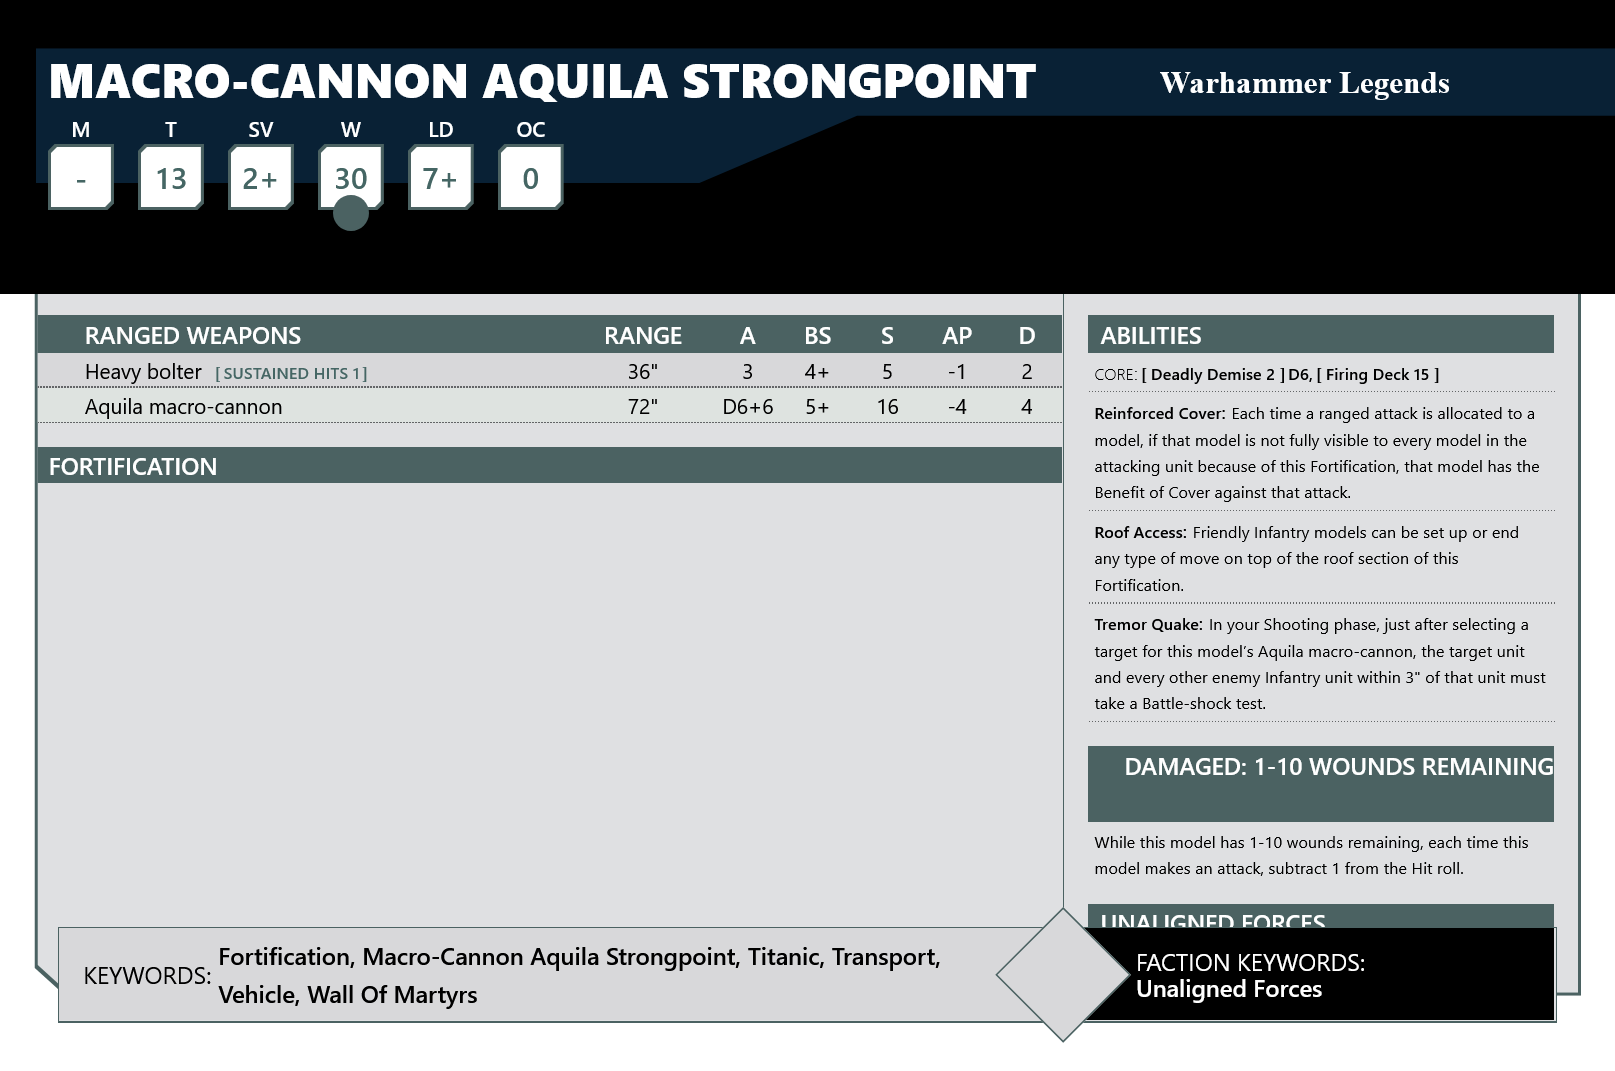 MACRO-CANNON AQUILA STRONGPOINT
Warhammer Legends
M T SV W LD OC
- 13 2+ 30 7+ 0
RANGED WEAPONS RANGE A BS S AP D
Heavy bolter [ SUSTAINED HITS 1 ] 36" 3 4+ 5 -1 2
Aquila macro-cannon 72" D6+6 5+ 16 -4 4
FORTIFICATION
ABILITIES
CORE: [ Deadly Demise 2 ] D6, [ Firing Deck 15 ]
Reinforced Cover: Each time a ranged attack is allocated to a
model, if that model is not fully visible to every model in the
attacking unit because of this Fortification, that model has the
Benefit of Cover against that attack.
Roof Access: Friendly Infantry models can be set up or end
any type of move on top of the roof section of this
Fortification.
Tremor Quake: In your Shooting phase, just after selecting a
target for this model's Aquila macro-cannon, the target unit
and every other enemy Infantry unit within 3" of that unit must
take a Battle-shock test.
DAMAGED: 1-10 WOUNDS REMAINING
While this model has 1-10 wounds remaining, each time this
model makes an attack, subtract 1 from the Hit roll.
UNALIGNED FORCES
KEYWORDS: Fortification, Macro-Cannon Aquila Strongpoint, Titanic, Transport,
Vehicle, Wall Of Martyrs
FACTION KEYWORDS:
Unaligned Forces